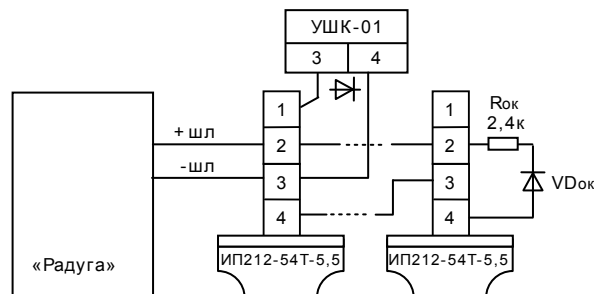 УШК-01
3 4
1 1
Rок
2,4к
+ шл
2 2
-шл
3 3
VDок
4 4
ИП212-54Т-5,5 ИП212-54Т-5,5
«Радуга»